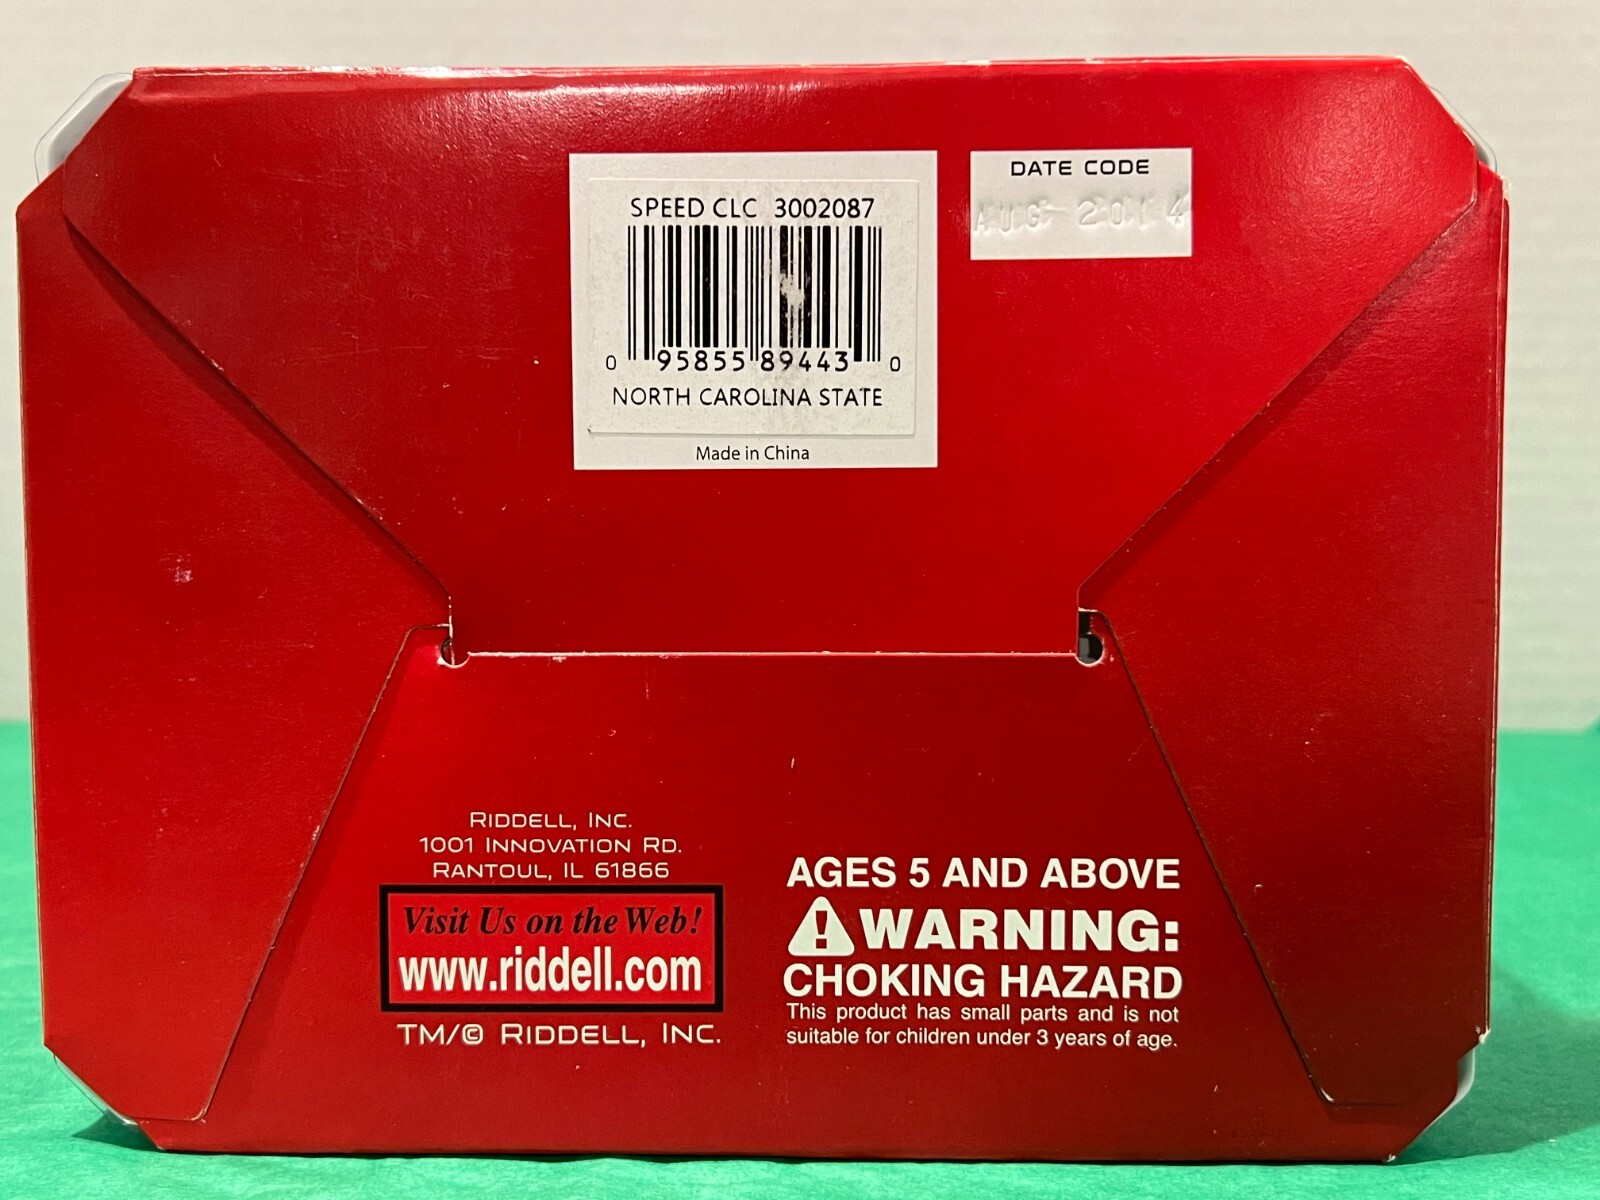 SPEED CLC 3002087
0 95855 89443 0
NORTH CAROLINA STATE
Made in China
DATE CODE
AUG 2014
RIDDELL, INC.
1001 INNOVATION RD.
RANTOUL, IL 61866
Visit Us on the Web!
www.riddell.com
TM/© RIDDELL, INC.
AGES 5 AND ABOVE
WARNING:
CHOKING HAZARD
This product has small parts and is not
suitable for children under 3 years of age.